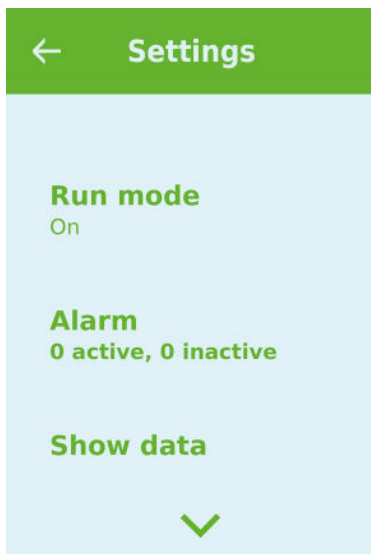 Settings
Run mode
On
Alarm
0 active, 0 inactive
Show data